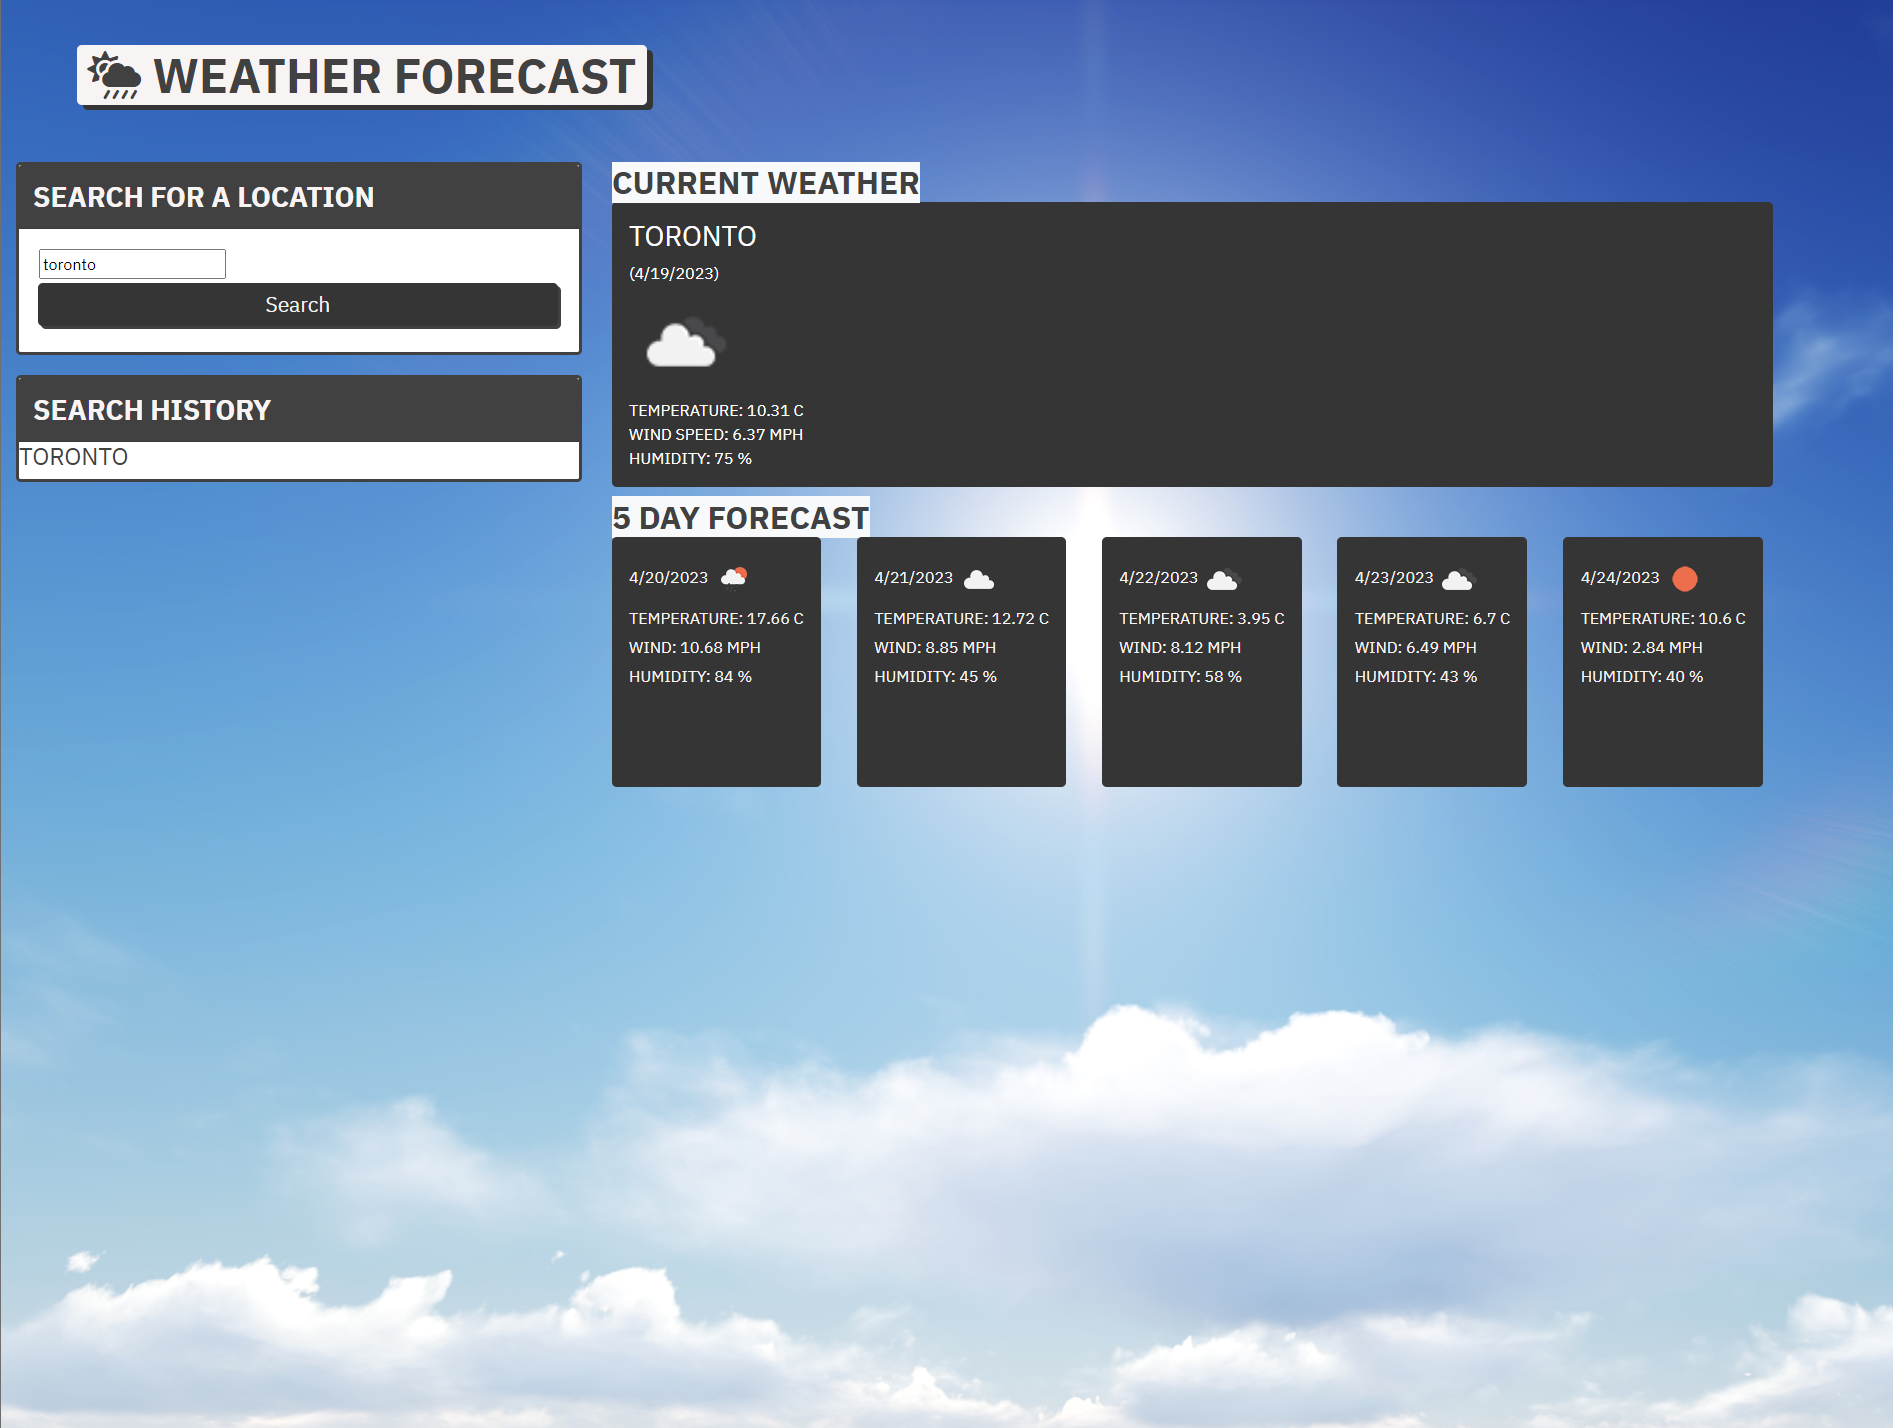 WEATHER FORECAST
SEARCH FOR A LOCATION
toronto
Search
SEARCH HISTORY
TORONTO
CURRENT WEATHER
TORONTO
(4/19/2023)
TEMPERATURE: 10.31 C
WIND SPEED: 6.37 MPH
HUMIDITY: 75 %
5 DAY FORECAST
4/20/2023
TEMPERATURE: 17.66 C
WIND: 10.68 MPH
HUMIDITY: 84 %
4/21/2023
TEMPERATURE: 12.72 C
WIND: 8.85 MPH
HUMIDITY: 45 %
4/22/2023
TEMPERATURE: 3.95 C
WIND: 8.12 MPH
HUMIDITY: 58 %
4/23/2023
TEMPERATURE: 6.7 C
WIND: 6.49 MPH
HUMIDITY: 43 %
4/24/2023
TEMPERATURE: 10.6 C
WIND: 2.84 MPH
HUMIDITY: 40 %